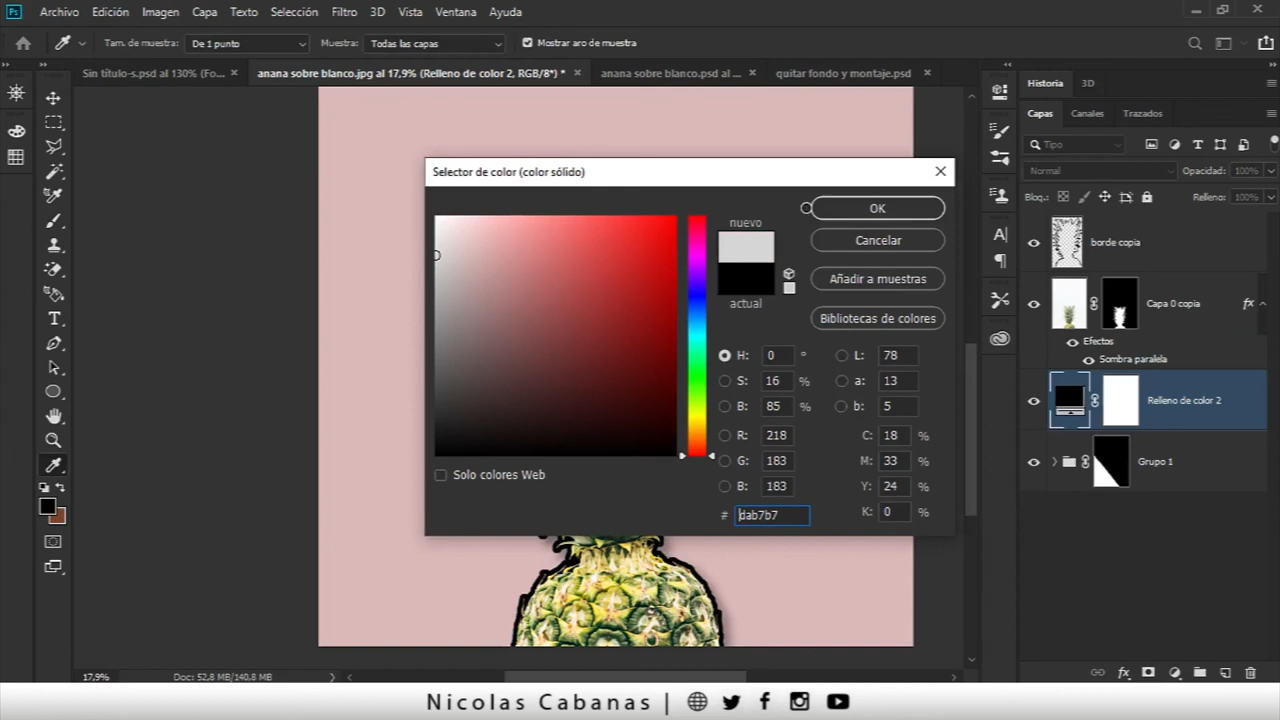 Ps Archivo Edición Imagen Capa Texto Selección Filtro 3D Vista Ventana Ayuda
Tam. de muestra: De 1 punto Muestra: Todas las capas Mostrar aro de muestra
Sin título-s.psd al 130% (Fo... × anana sobre blanco.jpg al 17,9% (Relleno de color 2, RGB/8*) * × anana sobre blanco.psd al ... × quitar fondo y montaje.psd ×
Historia 3D
Capas Canales Trazados
Tipo
Normal Opacidad: 100%
Bloq.: Relleno: 100%
borde copia
Capa 0 copia fx
Efectos
Sombra paralela
Relleno de color 2
Grupo 1
Selector de color (color sólido)
nuevo
actual
OK
Cancelar
Añadir a muestras
Bibliotecas de colores
H: 0 ° L: 78
S: 16 % a: 13
B: 85 % b: 5
R: 218 C: 18 %
G: 183 M: 33 %
B: 183 Y: 24 %
# dab7b7 K: 0 %
Solo colores Web
17,9% Doc: 52,8 MB/140,8 MB
Nicolas Cabanas |